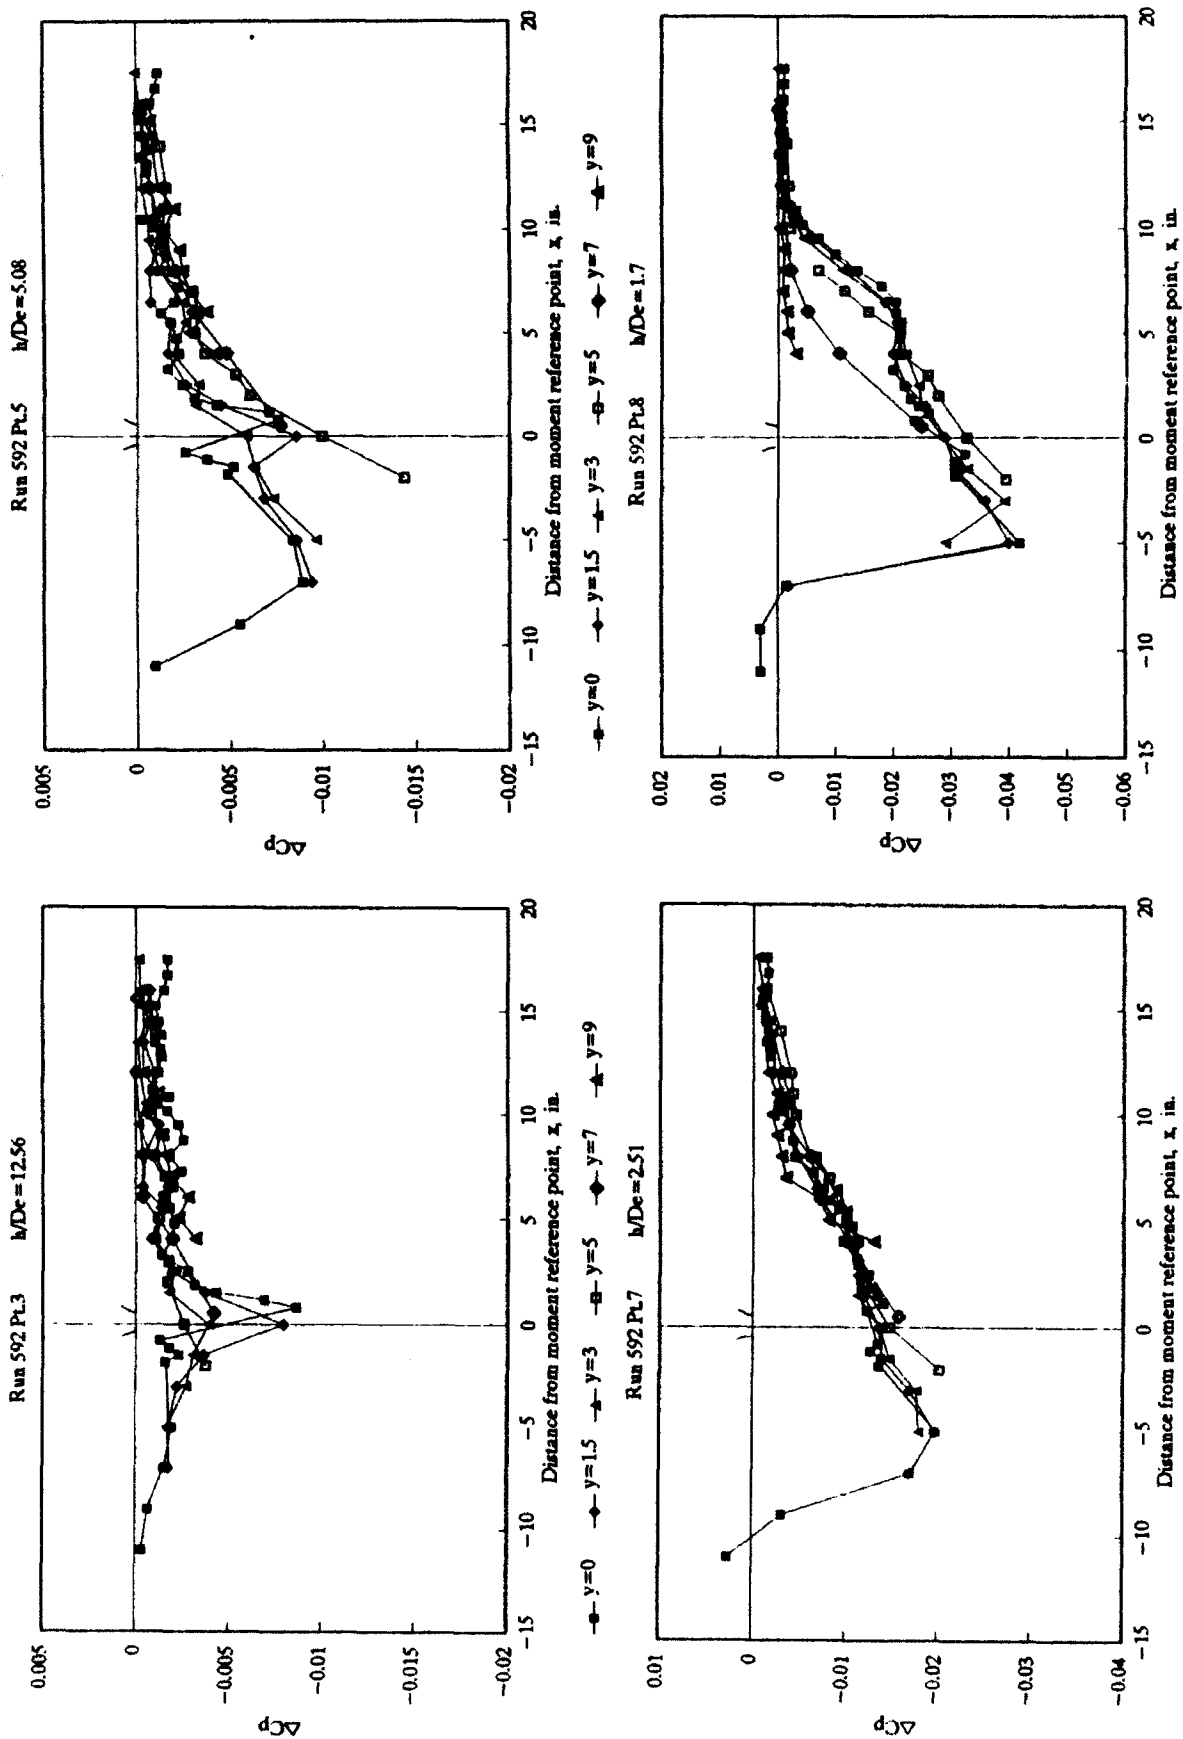 Run 592 Pt.3 h/De=12.56
0.005
0
−0.005
−0.01
−0.015
−0.02
ΔCp
−15 −10 −5 0 5 10 15 20
Distance from moment reference point, x, in.
Run 592 Pt.5 h/De=5.08
0.005
0
−0.005
−0.01
−0.015
−0.02
ΔCp
−15 −10 −5 0 5 10 15 20
Distance from moment reference point, x, in.
y=0 y=1.5 y=3 y=5 y=7 y=9
y=0 y=1.5 y=3 y=5 y=7 y=9
Run 592 Pt.7 h/De=2.51
0.01
0
−0.01
−0.02
−0.03
−0.04
ΔCp
−15 −10 −5 0 5 10 15 20
Distance from moment reference point, x, in.
Run 592 Pt.8 h/De=1.7
0.02
0.01
0
−0.01
−0.02
−0.03
−0.04
−0.05
−0.06
ΔCp
−15 −10 −5 0 5 10 15 20
Distance from moment reference point, x, in.